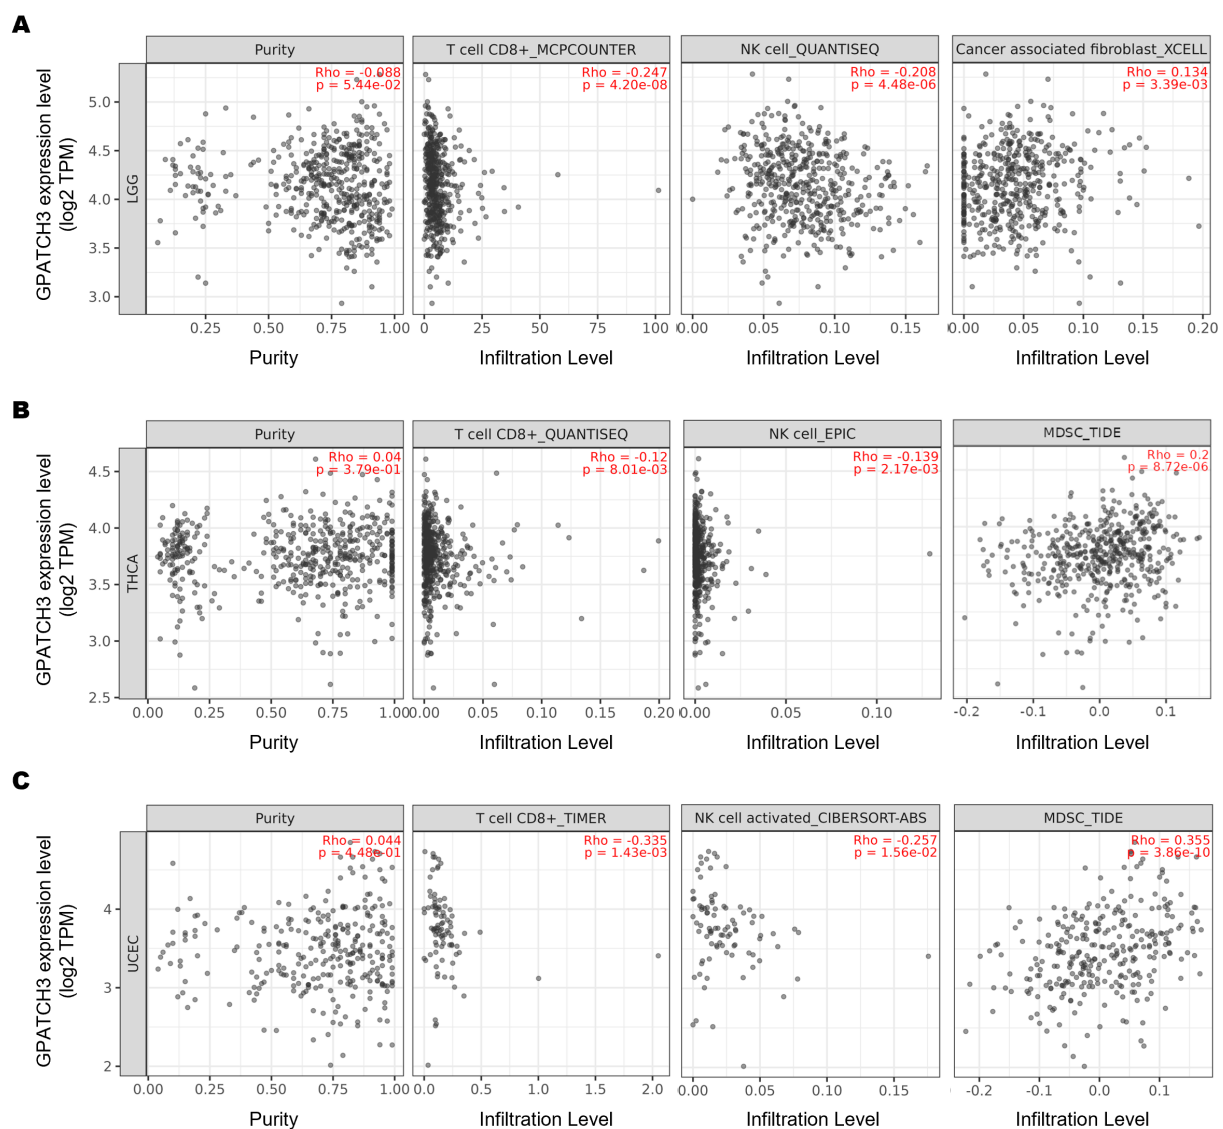 A
Purity
T cell CD8+_MCPCOUNTER
NK cell_QUANTISEQ
Cancer associated fibroblast_XCELL
GPATCH3 expression level
(log2 TPM)
LGG
Rho = -0.088
p = 5.44e-02
Rho = -0.247
p = 4.20e-08
Rho = -0.208
p = 4.48e-06
Rho = 0.134
p = 3.39e-03
5.0
4.5
4.0
3.5
3.0
0.25 0.50 0.75 1.00
0 25 50 75 100
0.00 0.05 0.10 0.15
0.00 0.05 0.10 0.15 0.20
Purity
Infiltration Level
Infiltration Level
Infiltration Level
B
Purity
T cell CD8+_QUANTISEQ
NK cell_EPIC
MDSC_TIDE
GPATCH3 expression level
(log2 TPM)
THCA
Rho = 0.04
p = 3.79e-01
Rho = -0.12
p = 8.01e-03
Rho = -0.139
p = 2.17e-03
Rho = 0.2
p = 8.72e-06
4.5
4.0
3.5
3.0
2.5
0.00 0.25 0.50 0.75 1.00
0.00 0.05 0.10 0.15 0.20
0.00 0.05 0.10
-0.2 -0.1 0.0 0.1
Purity
Infiltration Level
Infiltration Level
Infiltration Level
C
Purity
T cell CD8+_TIMER
NK cell activated_CIBERSORT-ABS
MDSC_TIDE
GPATCH3 expression level
(log2 TPM)
UCEC
Rho = 0.044
p = 4.48e-01
Rho = -0.335
p = 1.43e-03
Rho = -0.257
p = 1.56e-02
Rho = 0.355
p = 3.86e-10
4
3
2
0.00 0.25 0.50 0.75 1.00
0.0 0.5 1.0 1.5 2.0
0.00 0.05 0.10 0.15
-0.2 -0.1 0.0 0.1
Purity
Infiltration Level
Infiltration Level
Infiltration Level